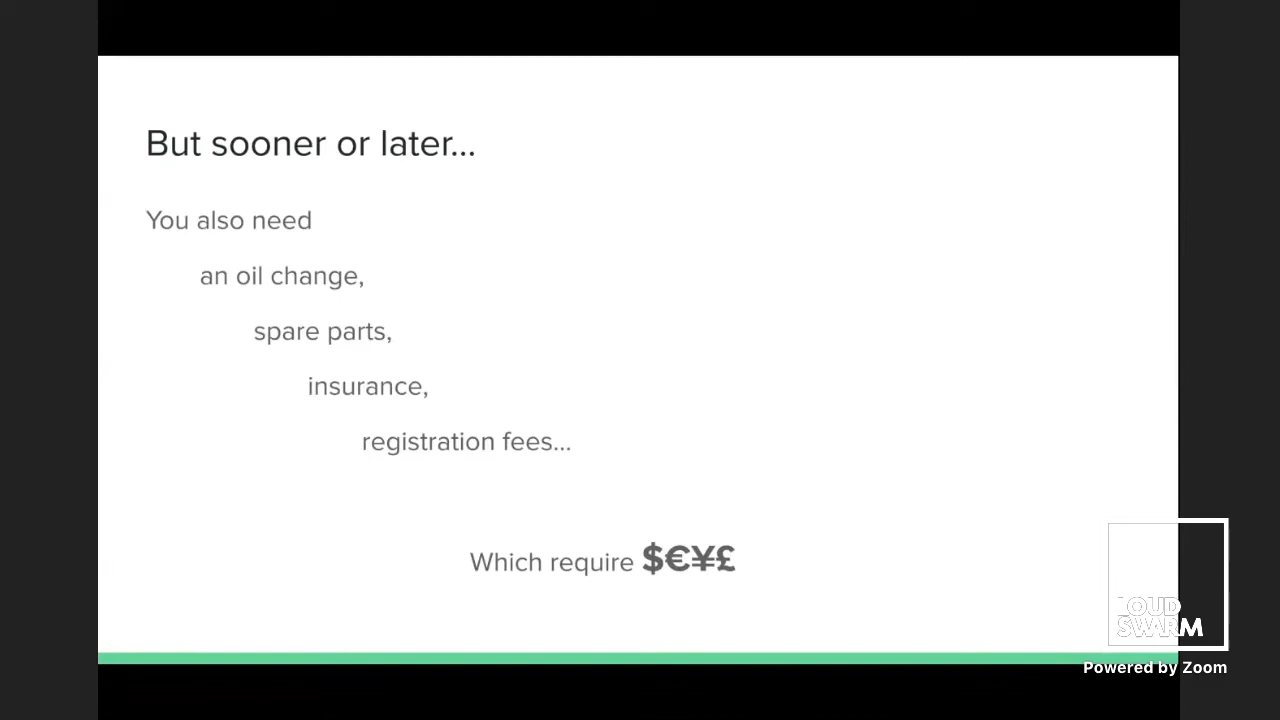 But sooner or later...
You also need
an oil change,
spare parts,
insurance,
registration fees...
Which require $€¥£
LOUD
SWARM
Powered by Zoom